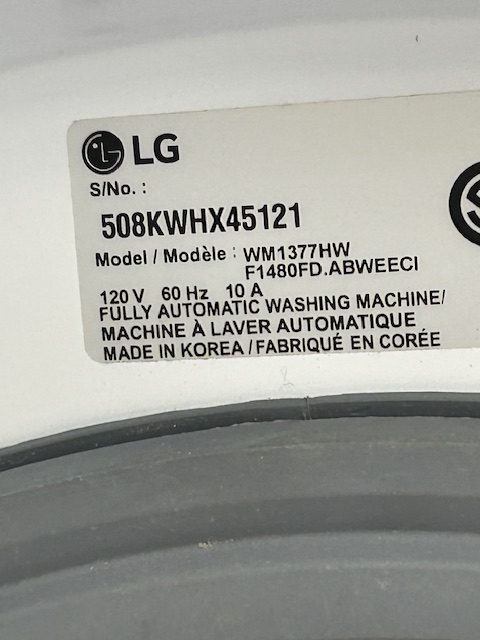 LG
S/No. :
508KWHX45121
Model / Modèle : WM1377HW
F1480FD.ABWEECI
120 V 60 Hz 10 A
FULLY AUTOMATIC WASHING MACHINE/
MACHINE À LAVER AUTOMATIQUE
MADE IN KOREA / FABRIQUÉ EN CORÉE